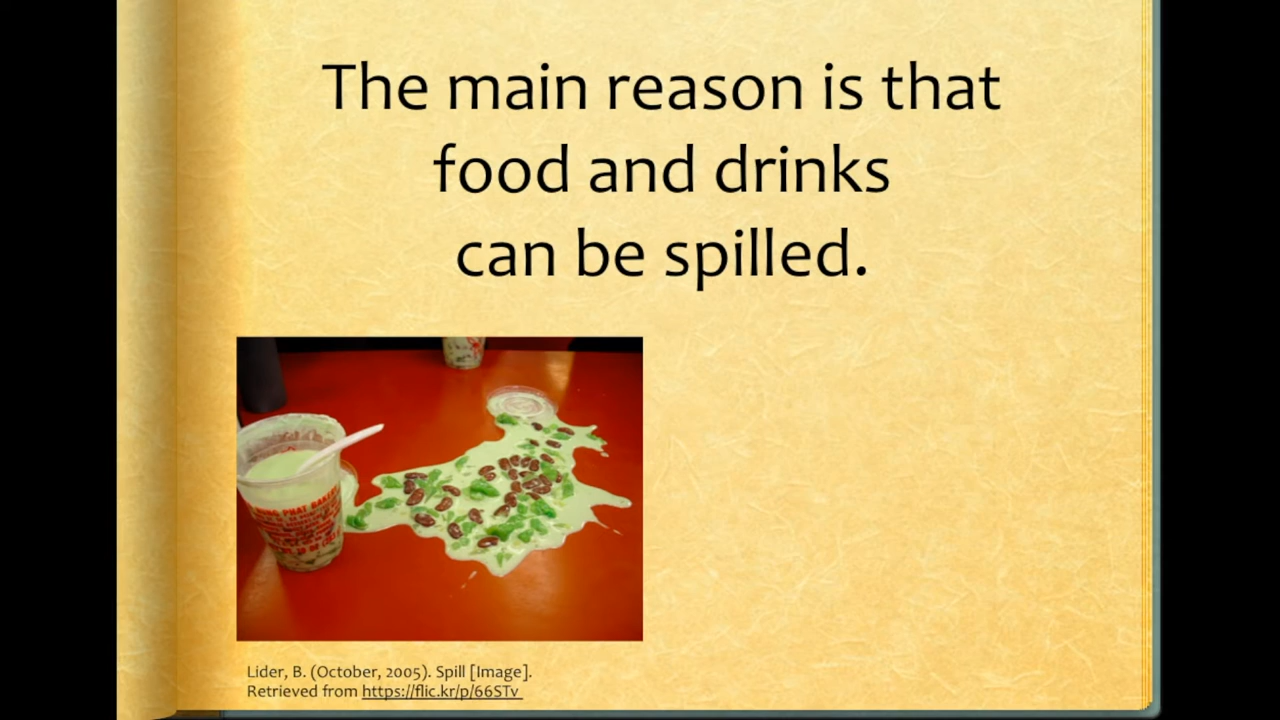 The main reason is that
food and drinks
can be spilled.
Lider, B. (October, 2005). Spill [Image].
Retrieved from https://flic.kr/p/66STv